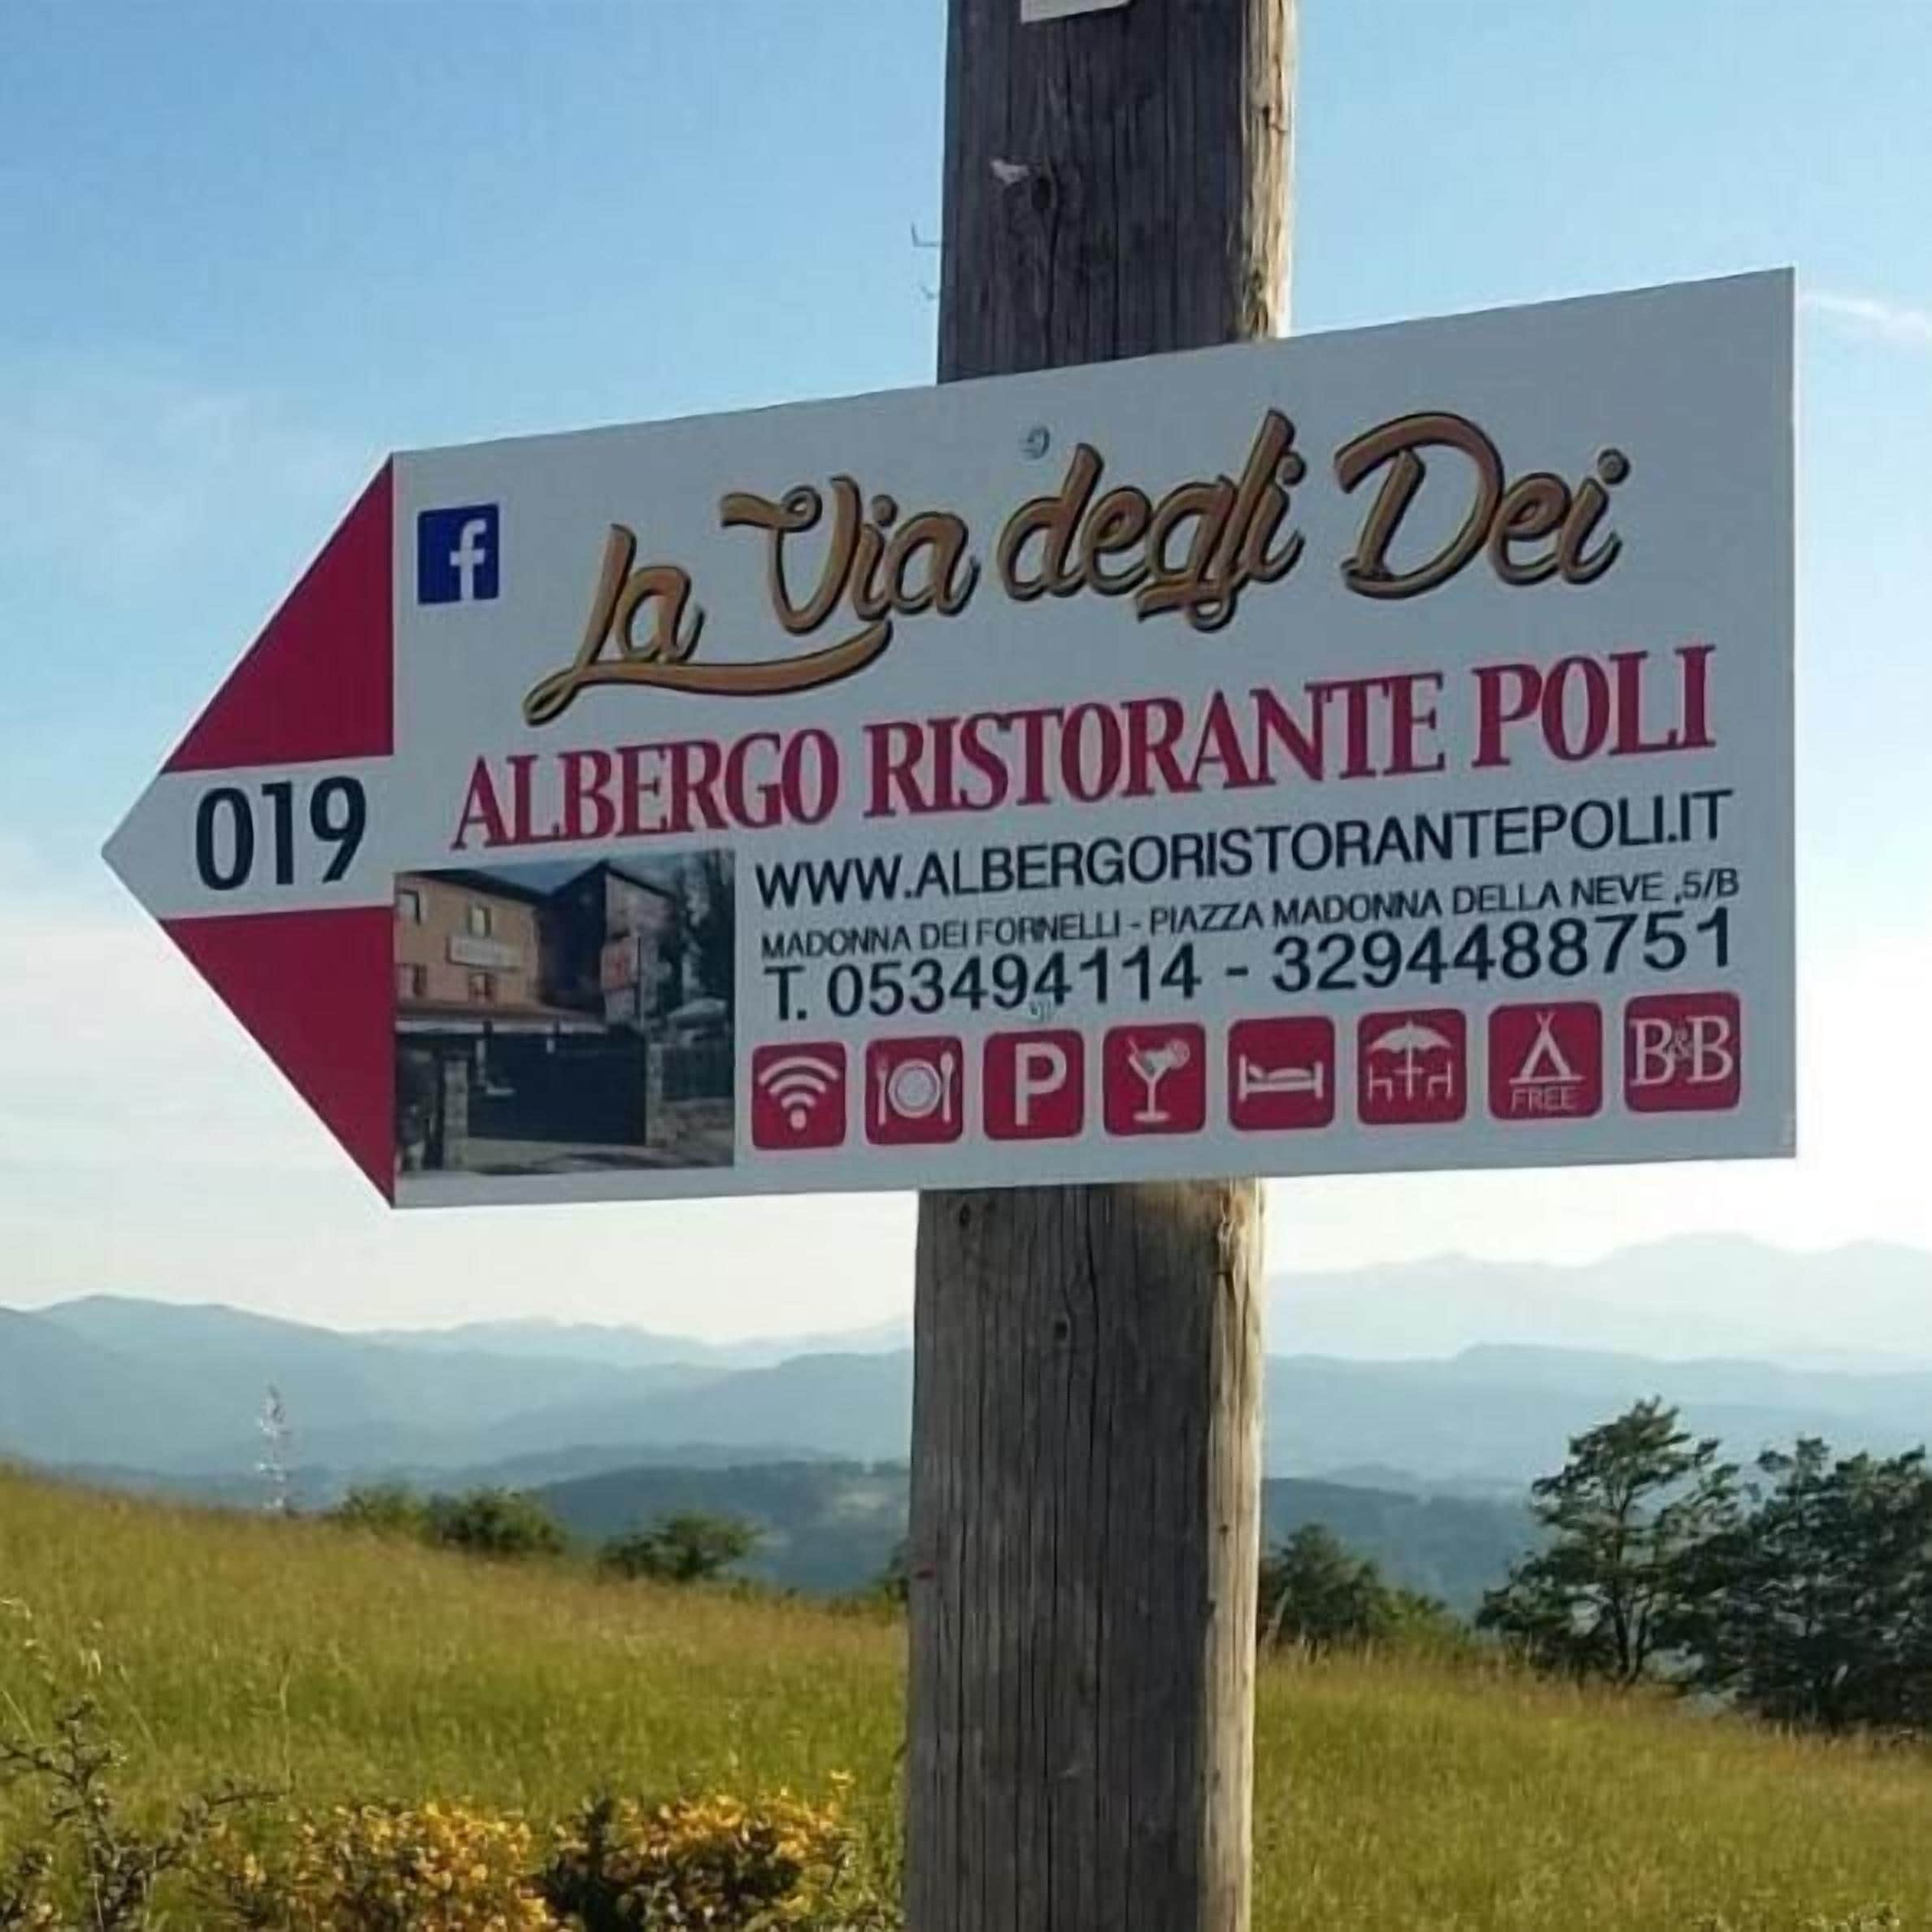 f
La Via degli Dei
ALBERGO RISTORANTE POLI
019
WWW.ALBERGORISTORANTEPOLI.IT
MADONNA DEI FORNELLI - PIAZZA MADONNA DELLA NEVE ,5/B
T. 053494114 - 3294488751
P
FREE
B&B